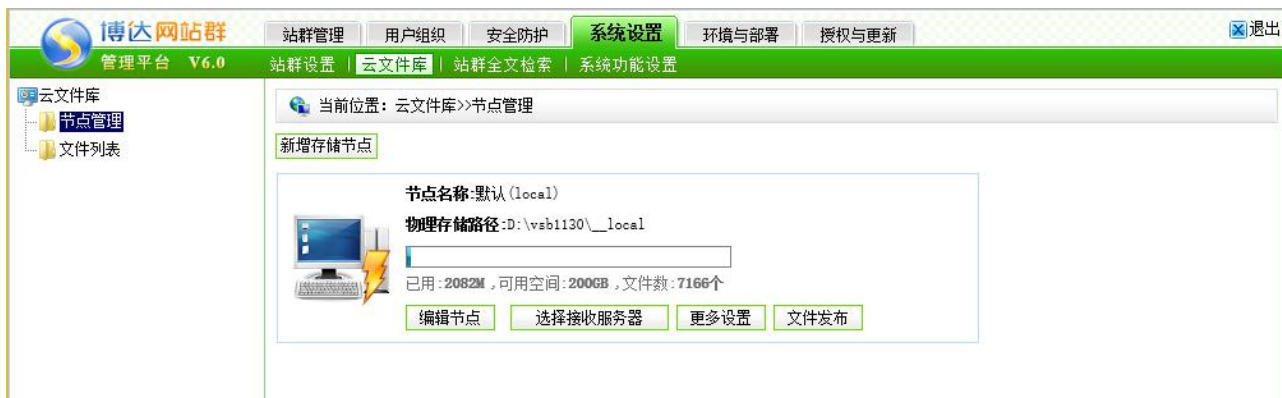 博达网站群
管理平台 V6.0
站群管理 用户组织 安全防护 系统设置 环境与部署 授权与更新 退出
站群设置 | 云文件库 | 站群全文检索 | 系统功能设置
云文件库
节点管理
文件列表
当前位置：云文件库>>节点管理
新增存储节点
节点名称:默认(local)
物理存储路径:D:\vsb1130\__local
已用:2082M ,可用空间:200GB ,文件数:7166个
编辑节点 选择接收服务器 更多设置 文件发布